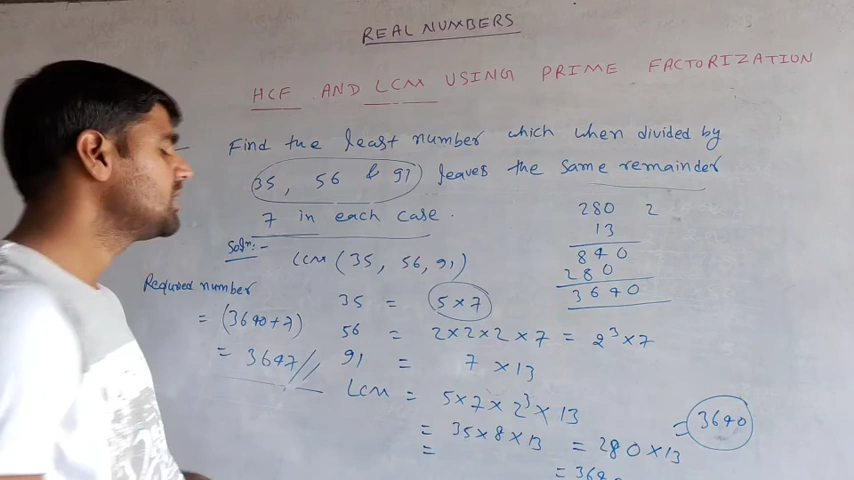 REAL NUMBERS
HCF AND LCM USING PRIME FACTORIZATION
Find the least number which when divided by
35, 56 & 91 leaves the same remainder
7 in each case.
Soln:-
LCM (35, 56, 91)
35 = 5×7
56 = 2×2×2×7 = 2³×7
91 = 7×13
LCM = 5×7×2³×13
= 35×8×13 = 280×13 = 3640
=
= 3640
280 2
13
840
280
3640
Required number
= (3640+7)
= 3647//